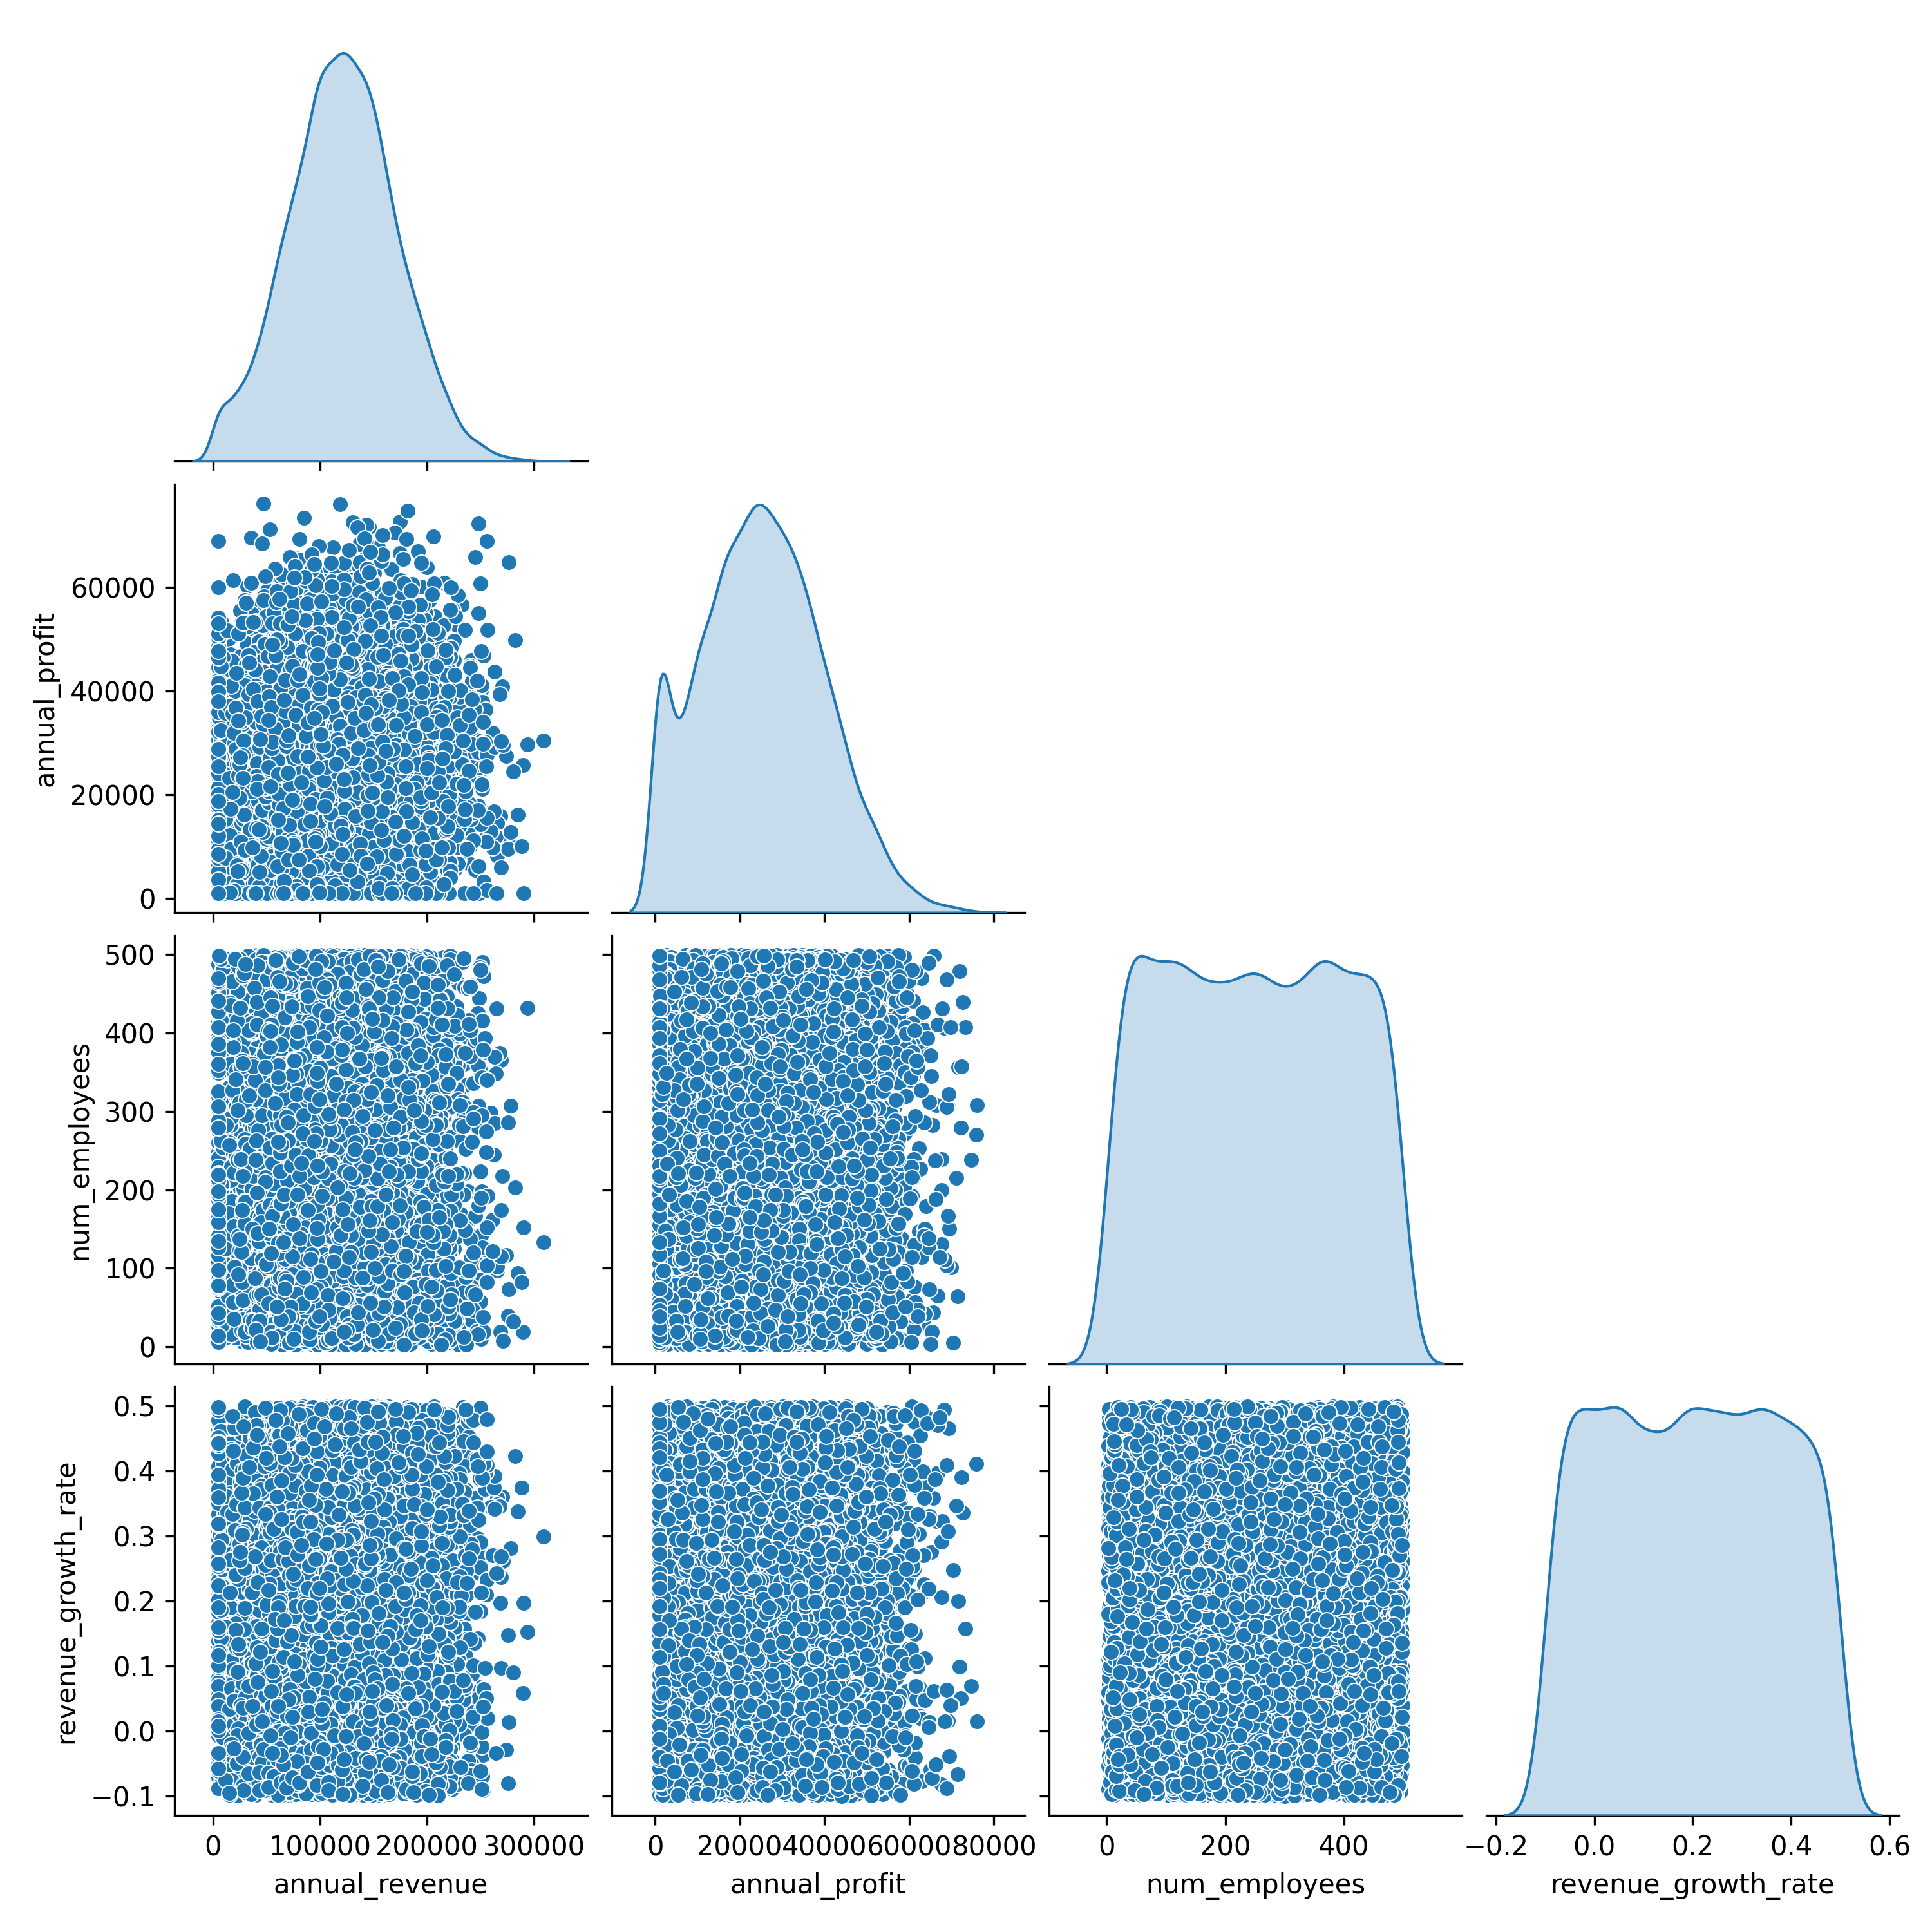 annual_profit
60000
40000
20000
0
num_employees
500
400
300
200
100
0
revenue_growth_rate
0.5
0.4
0.3
0.2
0.1
0.0
−0.1
0 100000 200000 300000
0 20000 40000 60000 80000
0 200 400
−0.2 0.0 0.2 0.4 0.6
annual_revenue
annual_profit
num_employees
revenue_growth_rate